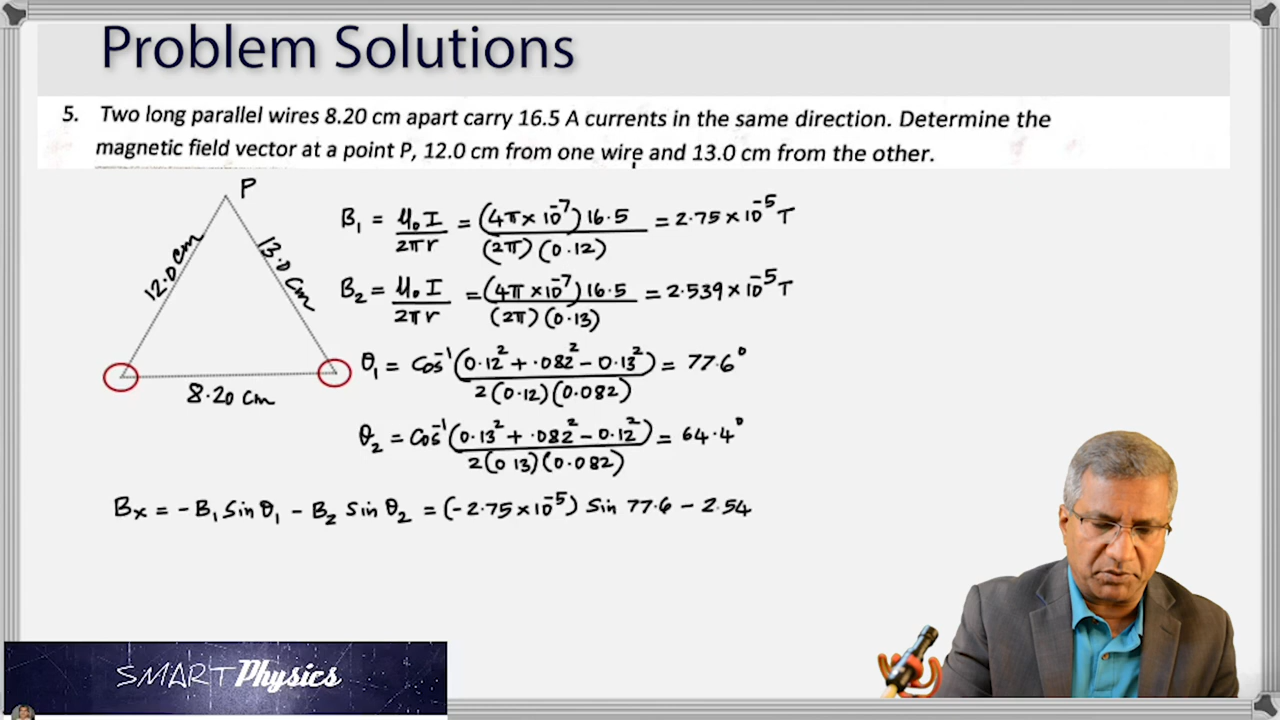 Problem Solutions
5. Two long parallel wires 8.20 cm apart carry 16.5 A currents in the same direction. Determine the
magnetic field vector at a point P, 12.0 cm from one wire and 13.0 cm from the other.
P
12.0 cm
13.0 cm
8.20 cm
B₁ = μ₀I / 2πr = (4π×10⁻⁷)16.5 / (2π)(0.12) = 2.75×10⁻⁵ T
B₂ = μ₀I / 2πr = (4π×10⁻⁷)16.5 / (2π)(0.13) = 2.539×10⁻⁵ T
θ₁ = Cos⁻¹(0.12² + .082² − 0.13²) / 2(0.12)(0.082) = 77.6°
θ₂ = Cos⁻¹(0.13² + .082² − 0.12²) / 2(0.13)(0.082) = 64.4°
Bx = −B₁ Sin θ₁ − B₂ Sin θ₂ = (−2.75×10⁻⁵) Sin 77.6 − 2.54
SMART Physics